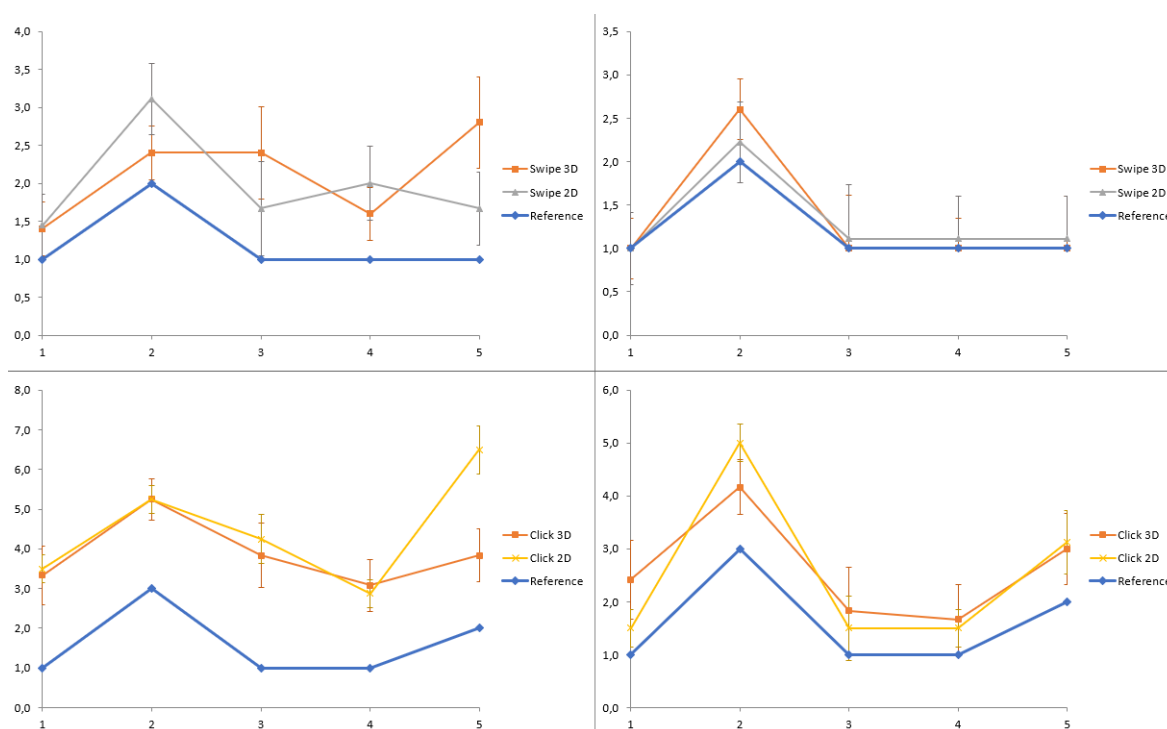 4,0
3,5
3,0
2,5
2,0
1,5
1,0
0,5
0,0
1 2 3 4 5
Swipe 3D
Swipe 2D
Reference
3,5
3,0
2,5
2,0
1,5
1,0
0,5
0,0
1 2 3 4 5
Swipe 3D
Swipe 2D
Reference
8,0
7,0
6,0
5,0
4,0
3,0
2,0
1,0
0,0
1 2 3 4 5
Click 3D
Click 2D
Reference
6,0
5,0
4,0
3,0
2,0
1,0
0,0
1 2 3 4 5
Click 3D
Click 2D
Reference